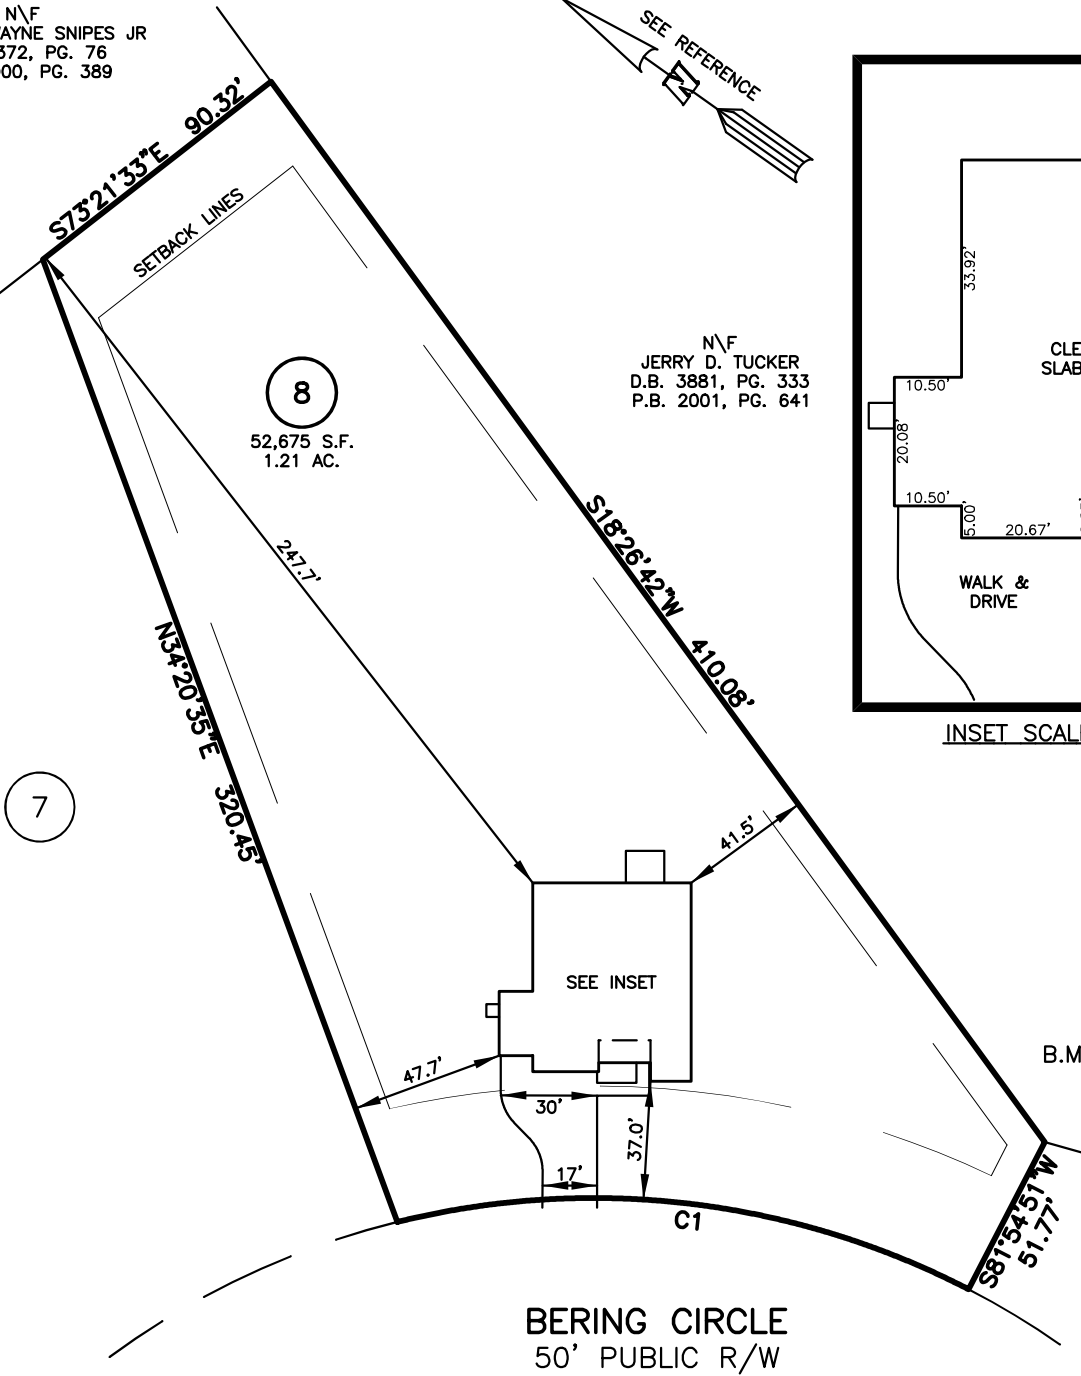 N\F
AYNE SNIPES JR
372, PG. 76
00, PG. 389
SEE REFERENCE
N
S73°21'33"E 90.32'
SETBACK LINES
8
52,675 S.F.
1.21 AC.
N\F
JERRY D. TUCKER
D.B. 3881, PG. 333
P.B. 2001, PG. 641
33.92'
CLE
SLAB
10.50'
20.08'
10.50'
5.00'
20.67'
WALK &
DRIVE
INSET SCAL
S18°26'42"W 410.08'
247.7'
N34°20'35"E 320.45'
7
41.5'
SEE INSET
47.7'
30'
37.0'
17'
C1
B.M
S81°54'51"W
51.77'
BERING CIRCLE
50' PUBLIC R/W